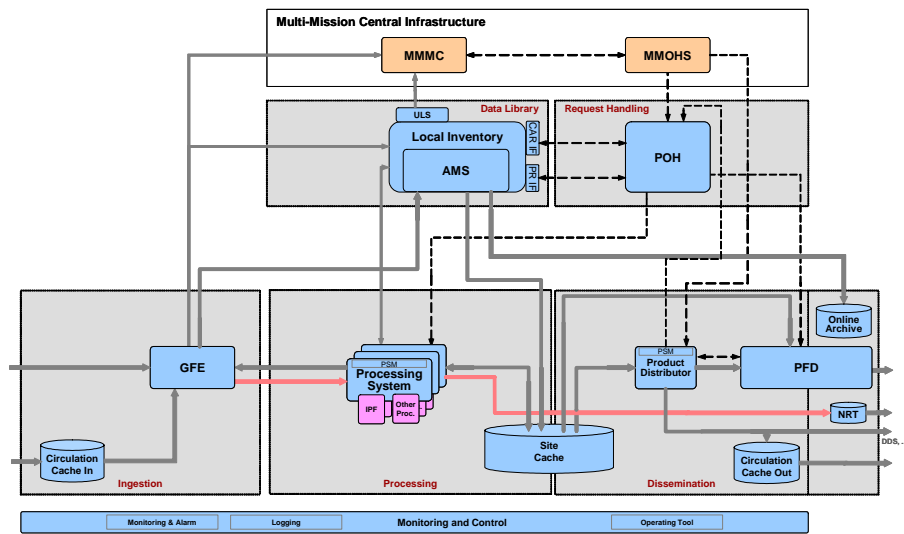 Multi-Mission Central Infrastructure
MMMC
MMOHS
ULS
Data Library
Request Handling
Local Inventory
CAR IF
AMS
PR IF
POH
Online
Archive
GFE
PSM
Processing
System
IPF
Other
Proc.
PSM
Product
Distributor
PFD
NRT
DDS, .
Circulation
Cache In
Site
Cache
Circulation
Cache Out
Ingestion
Processing
Dissemination
Monitoring & Alarm
Logging
Monitoring and Control
Operating Tool